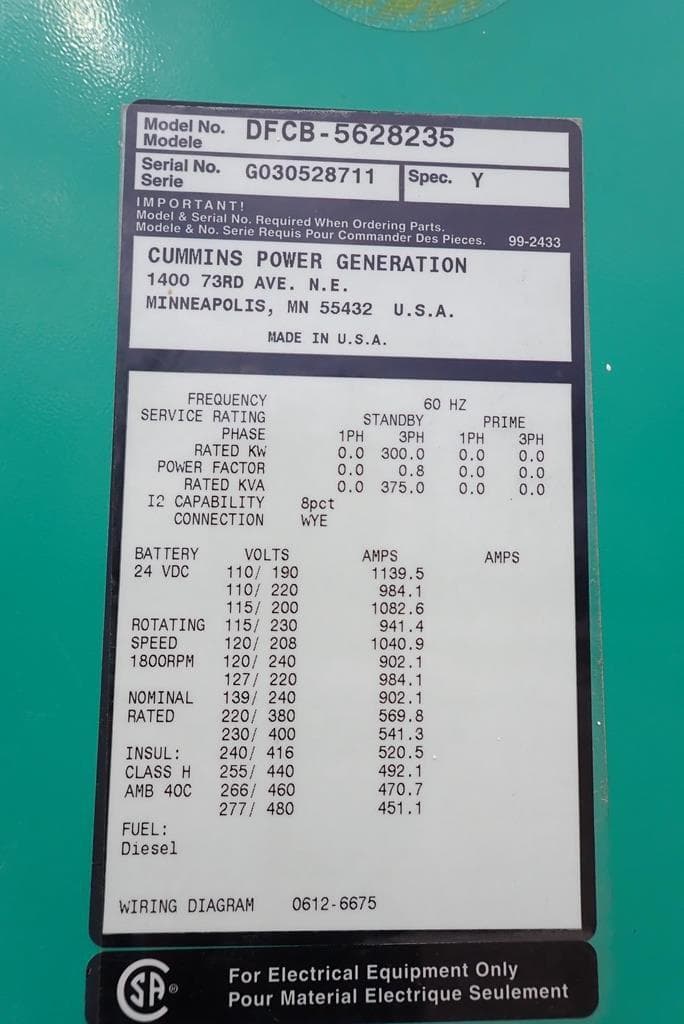 Model No. DFCB-5628235
Modele
Serial No. G030528711 Spec. Y
Serie
IMPORTANT!
Model & Serial No. Required When Ordering Parts.
Modele & No. Serie Requis Pour Commander Des Pieces. 99-2433
CUMMINS POWER GENERATION
1400 73RD AVE. N.E.
MINNEAPOLIS, MN 55432 U.S.A.
MADE IN U.S.A.
FREQUENCY 60 HZ
SERVICE RATING STANDBY PRIME
PHASE 1PH 3PH 1PH 3PH
RATED KW 0.0 300.0 0.0 0.0
POWER FACTOR 0.0 0.8 0.0 0.0
RATED KVA 0.0 375.0 0.0 0.0
I2 CAPABILITY 8pct
CONNECTION WYE
BATTERY VOLTS AMPS AMPS
24 VDC 110/ 190 1139.5
110/ 220 984.1
115/ 200 1082.6
ROTATING 115/ 230 941.4
SPEED 120/ 208 1040.9
1800RPM 120/ 240 902.1
127/ 220 984.1
NOMINAL 139/ 240 902.1
RATED 220/ 380 569.8
230/ 400 541.3
INSUL: 240/ 416 520.5
CLASS H 255/ 440 492.1
AMB 40C 266/ 460 470.7
277/ 480 451.1
FUEL:
Diesel
WIRING DIAGRAM 0612-6675
SA ® For Electrical Equipment Only
Pour Material Electrique Seulement